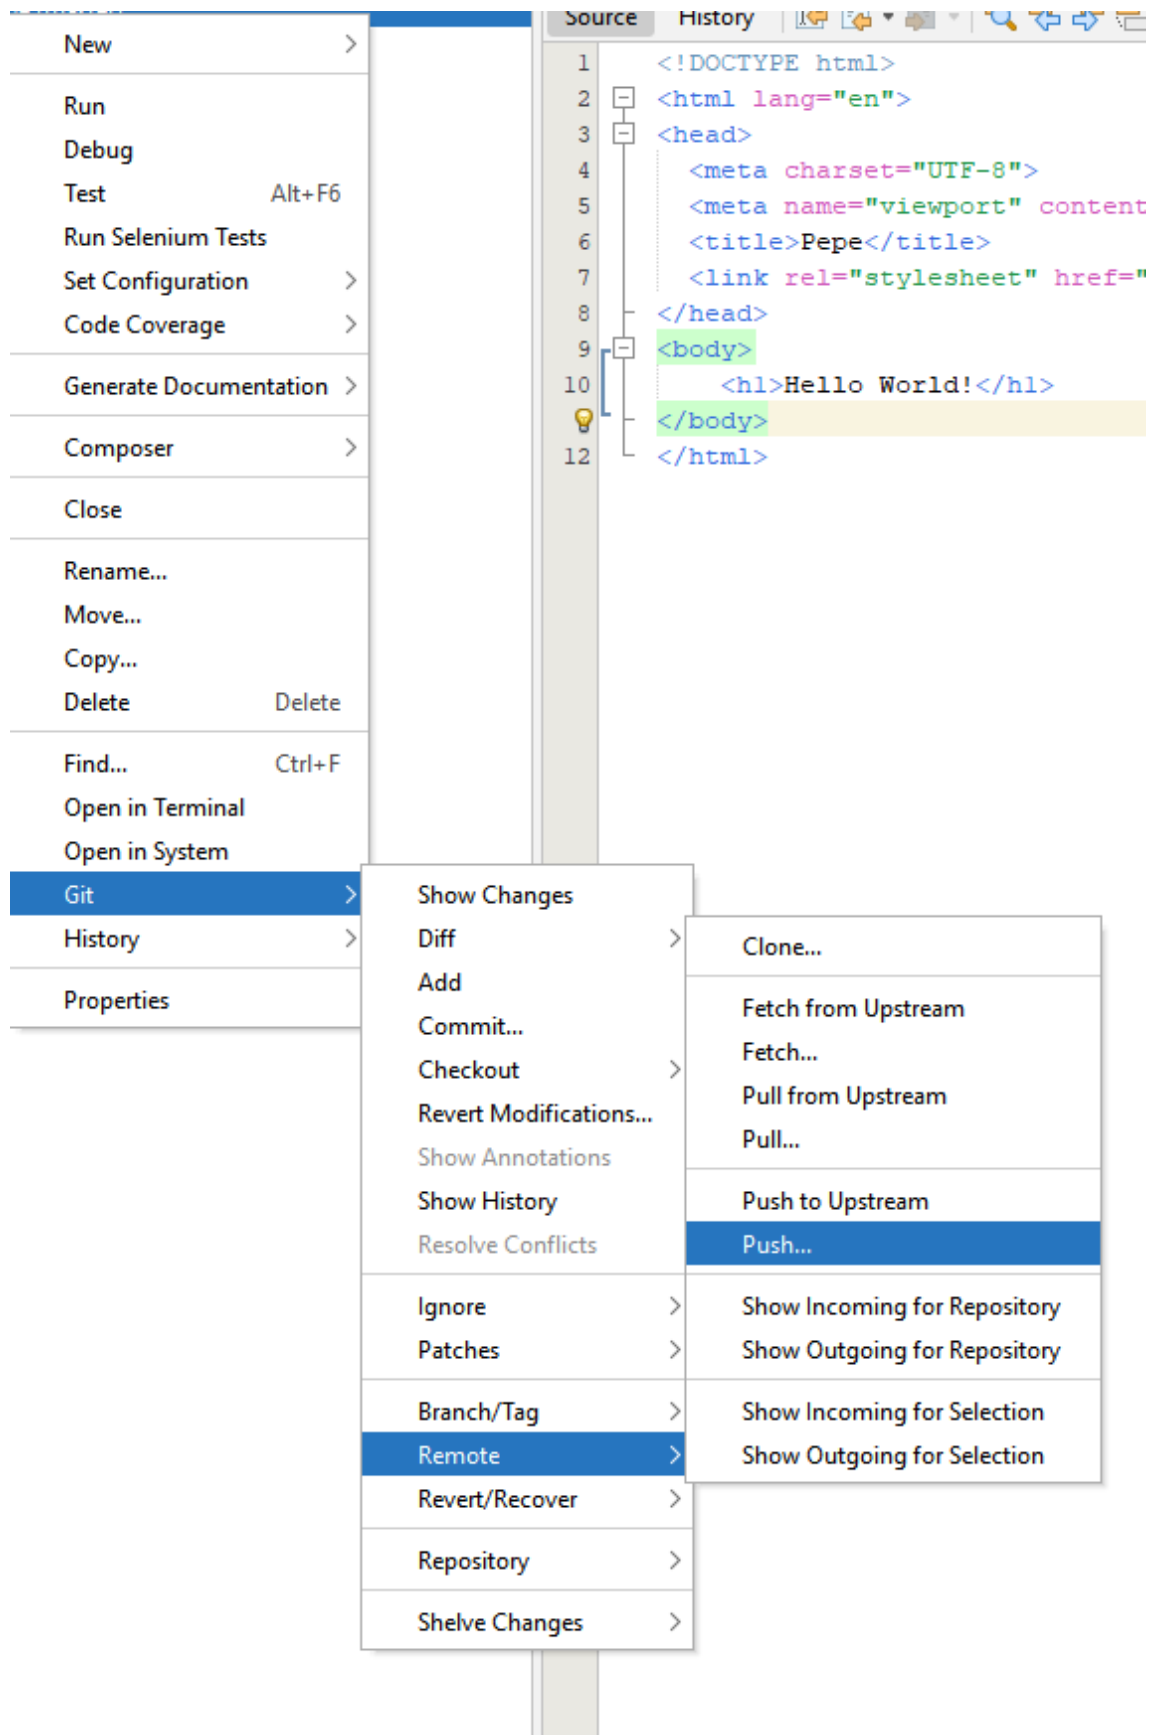 New
Run
Debug
Test Alt+F6
Run Selenium Tests
Set Configuration
Code Coverage
Generate Documentation
Composer
Close
Rename...
Move...
Copy...
Delete Delete
Find... Ctrl+F
Open in Terminal
Open in System
Git
History
Properties
Show Changes
Diff
Add
Commit...
Checkout
Revert Modifications...
Show Annotations
Show History
Resolve Conflicts
Ignore
Patches
Branch/Tag
Remote
Revert/Recover
Repository
Shelve Changes
Clone...
Fetch from Upstream
Fetch...
Pull from Upstream
Pull...
Push to Upstream
Push...
Show Incoming for Repository
Show Outgoing for Repository
Show Incoming for Selection
Show Outgoing for Selection
Source History
1 <!DOCTYPE html>
2 <html lang="en">
3 <head>
4 <meta charset="UTF-8">
5 <meta name="viewport" content
6 <title>Pepe</title>
7 <link rel="stylesheet" href="
8 </head>
9 <body>
10 <h1>Hello World!</h1>
</body>
12 </html>